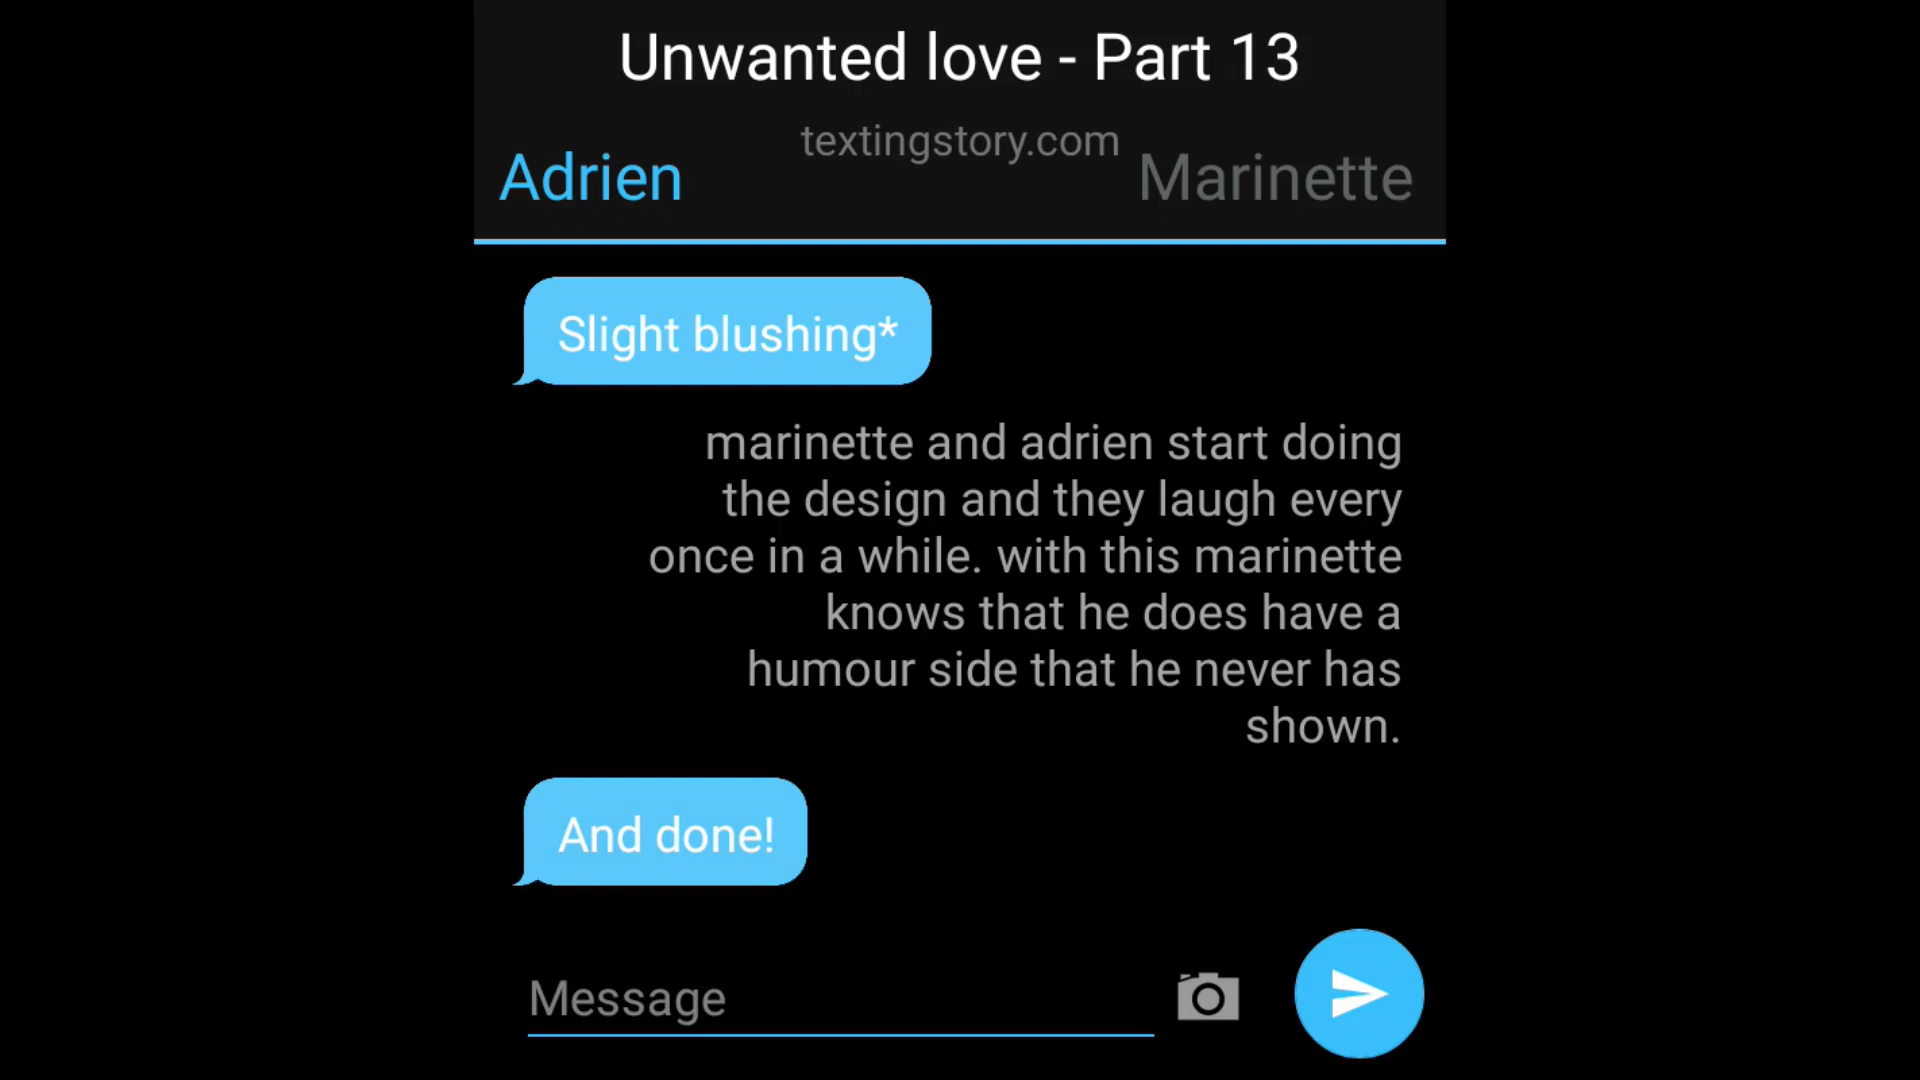 Unwanted love - Part 13
textingstory.com
Adrien
Marinette
Slight blushing*
marinette and adrien start doing
the design and they laugh every
once in a while. with this marinette
knows that he does have a
humour side that he never has
shown.
And done!
Message